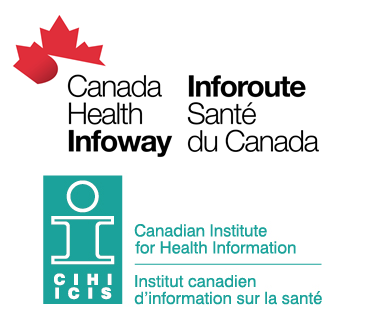 Canada Health Infoway
Inforoute Santé du Canada
CIHI
ICIS
Canadian Institute
for Health Information
Institut canadien
d'information sur la santé